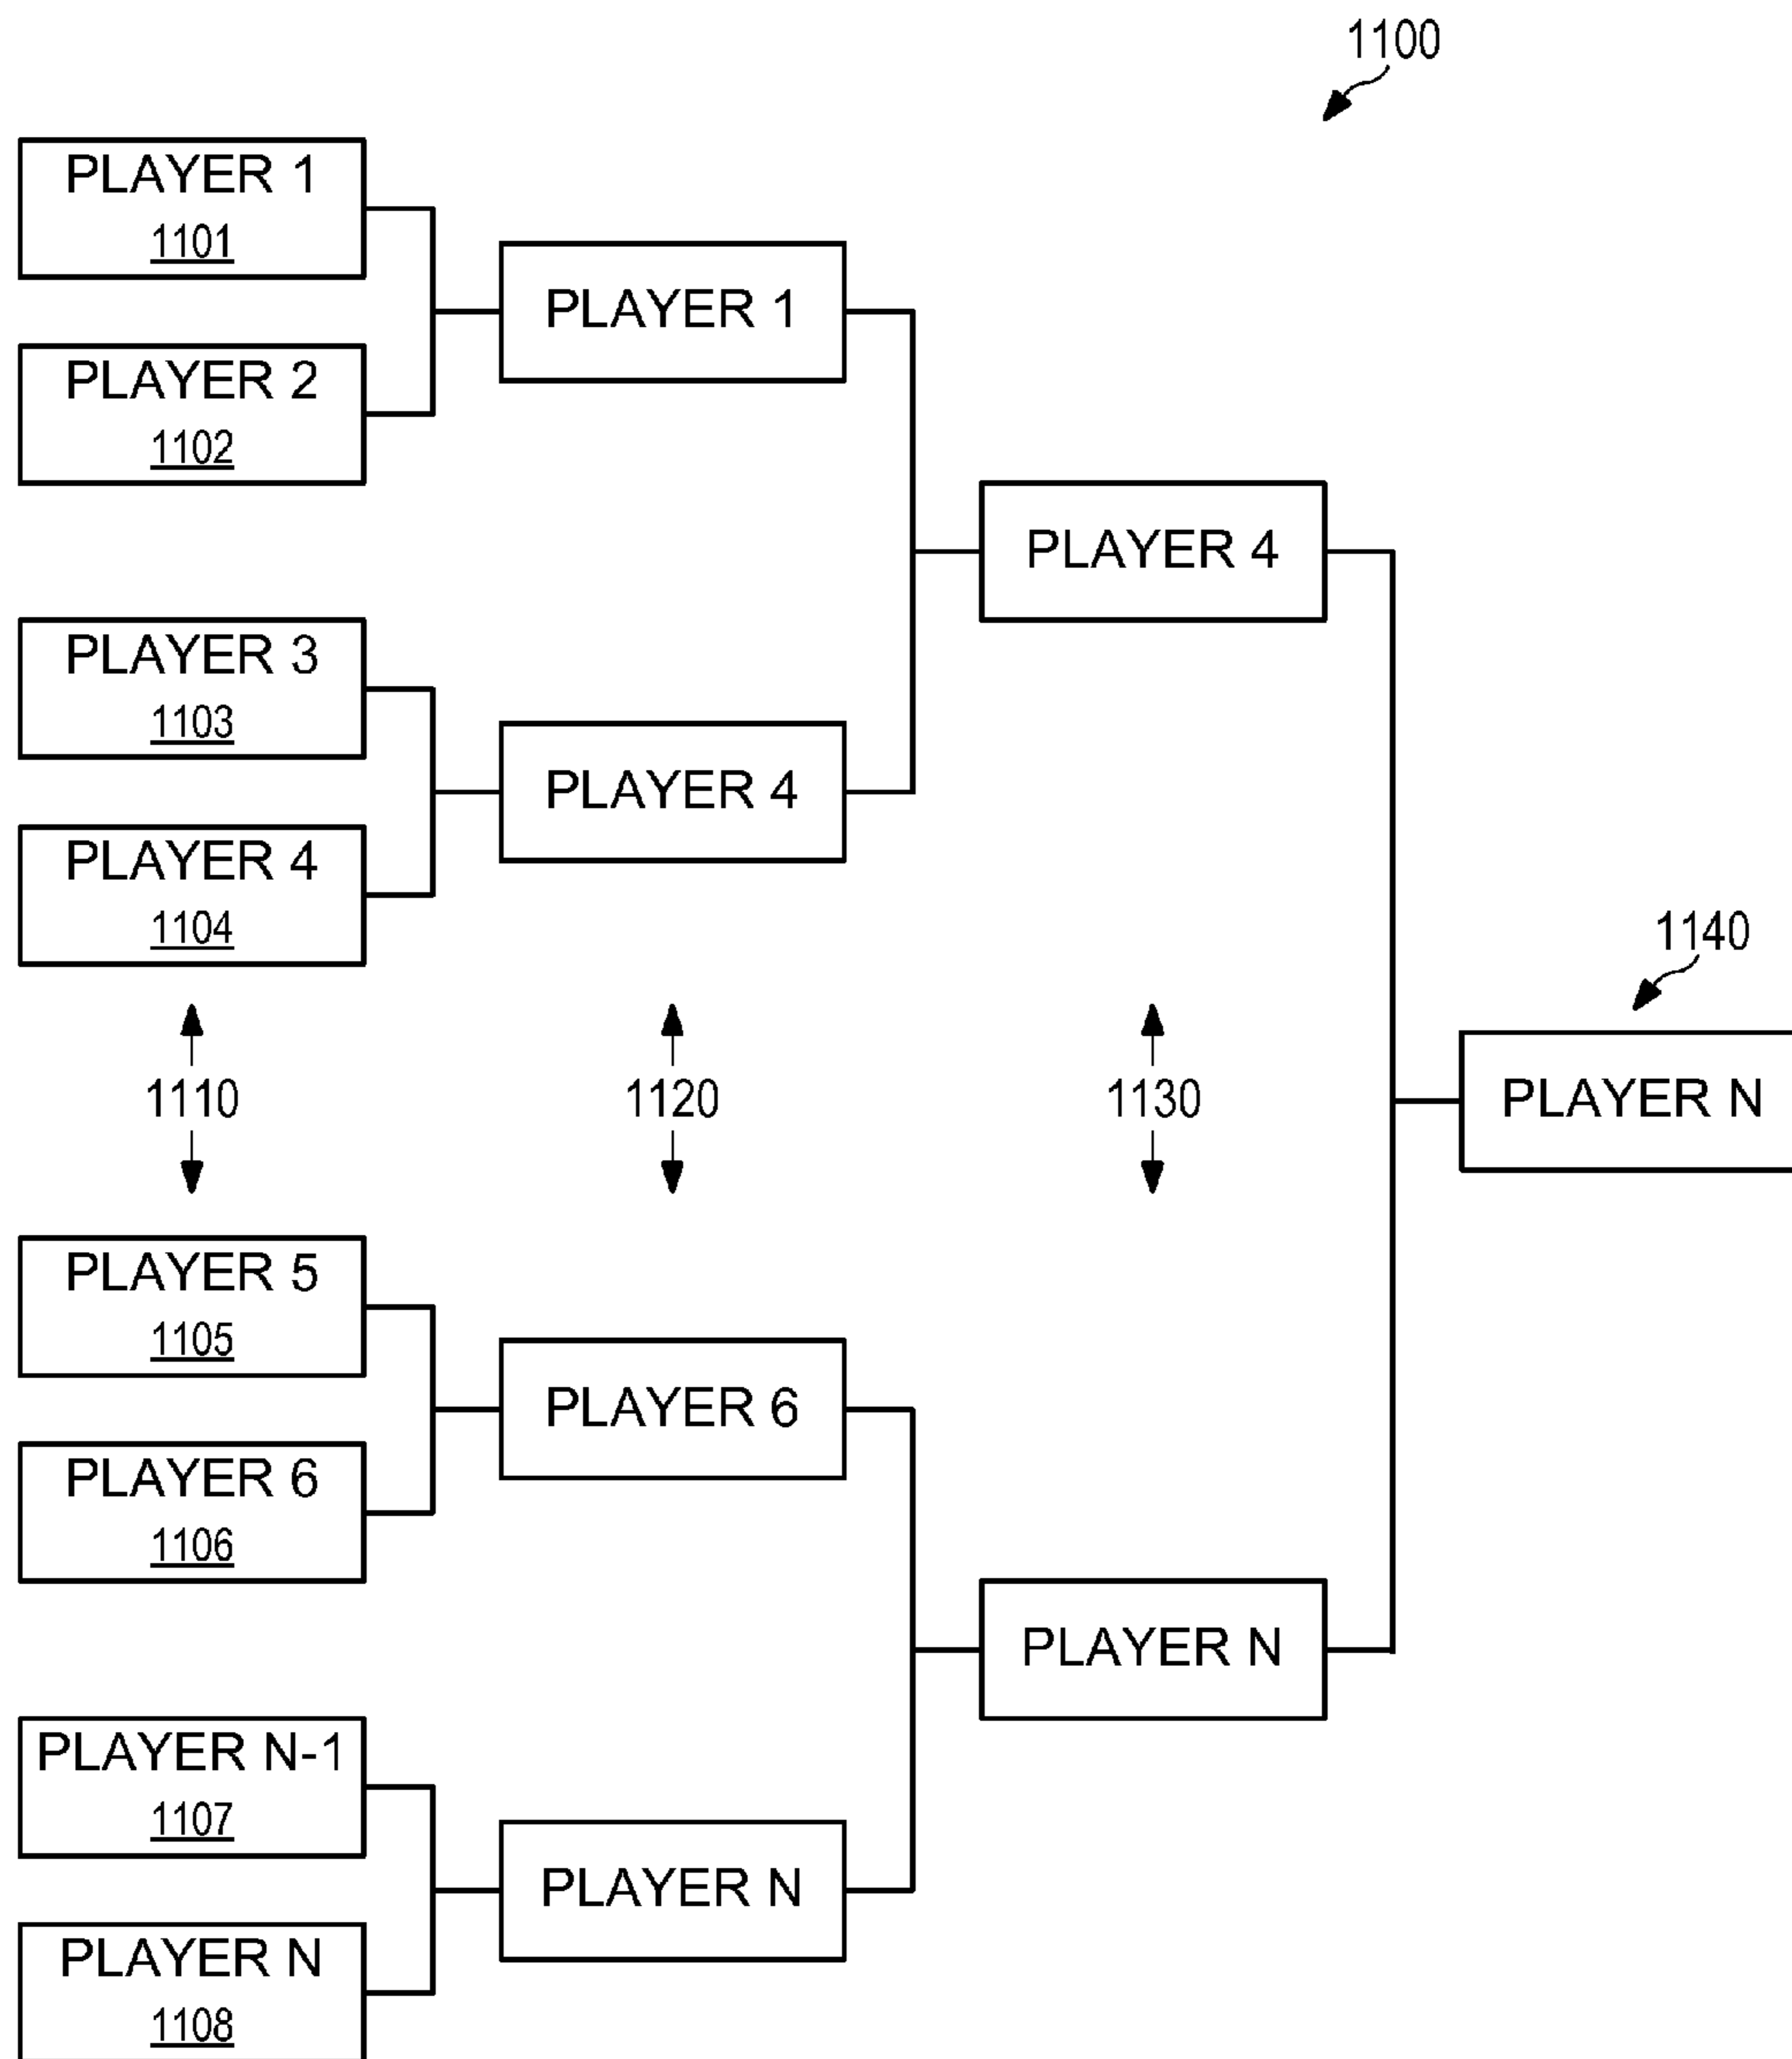 1100
PLAYER 1
1101
PLAYER 1
PLAYER 2
1102
PLAYER 4
PLAYER 3
1103
PLAYER 4
PLAYER 4
1104
1140
1110
1120
1130
PLAYER N
PLAYER 5
1105
PLAYER 6
PLAYER 6
1106
PLAYER N
PLAYER N-1
1107
PLAYER N
PLAYER N
1108